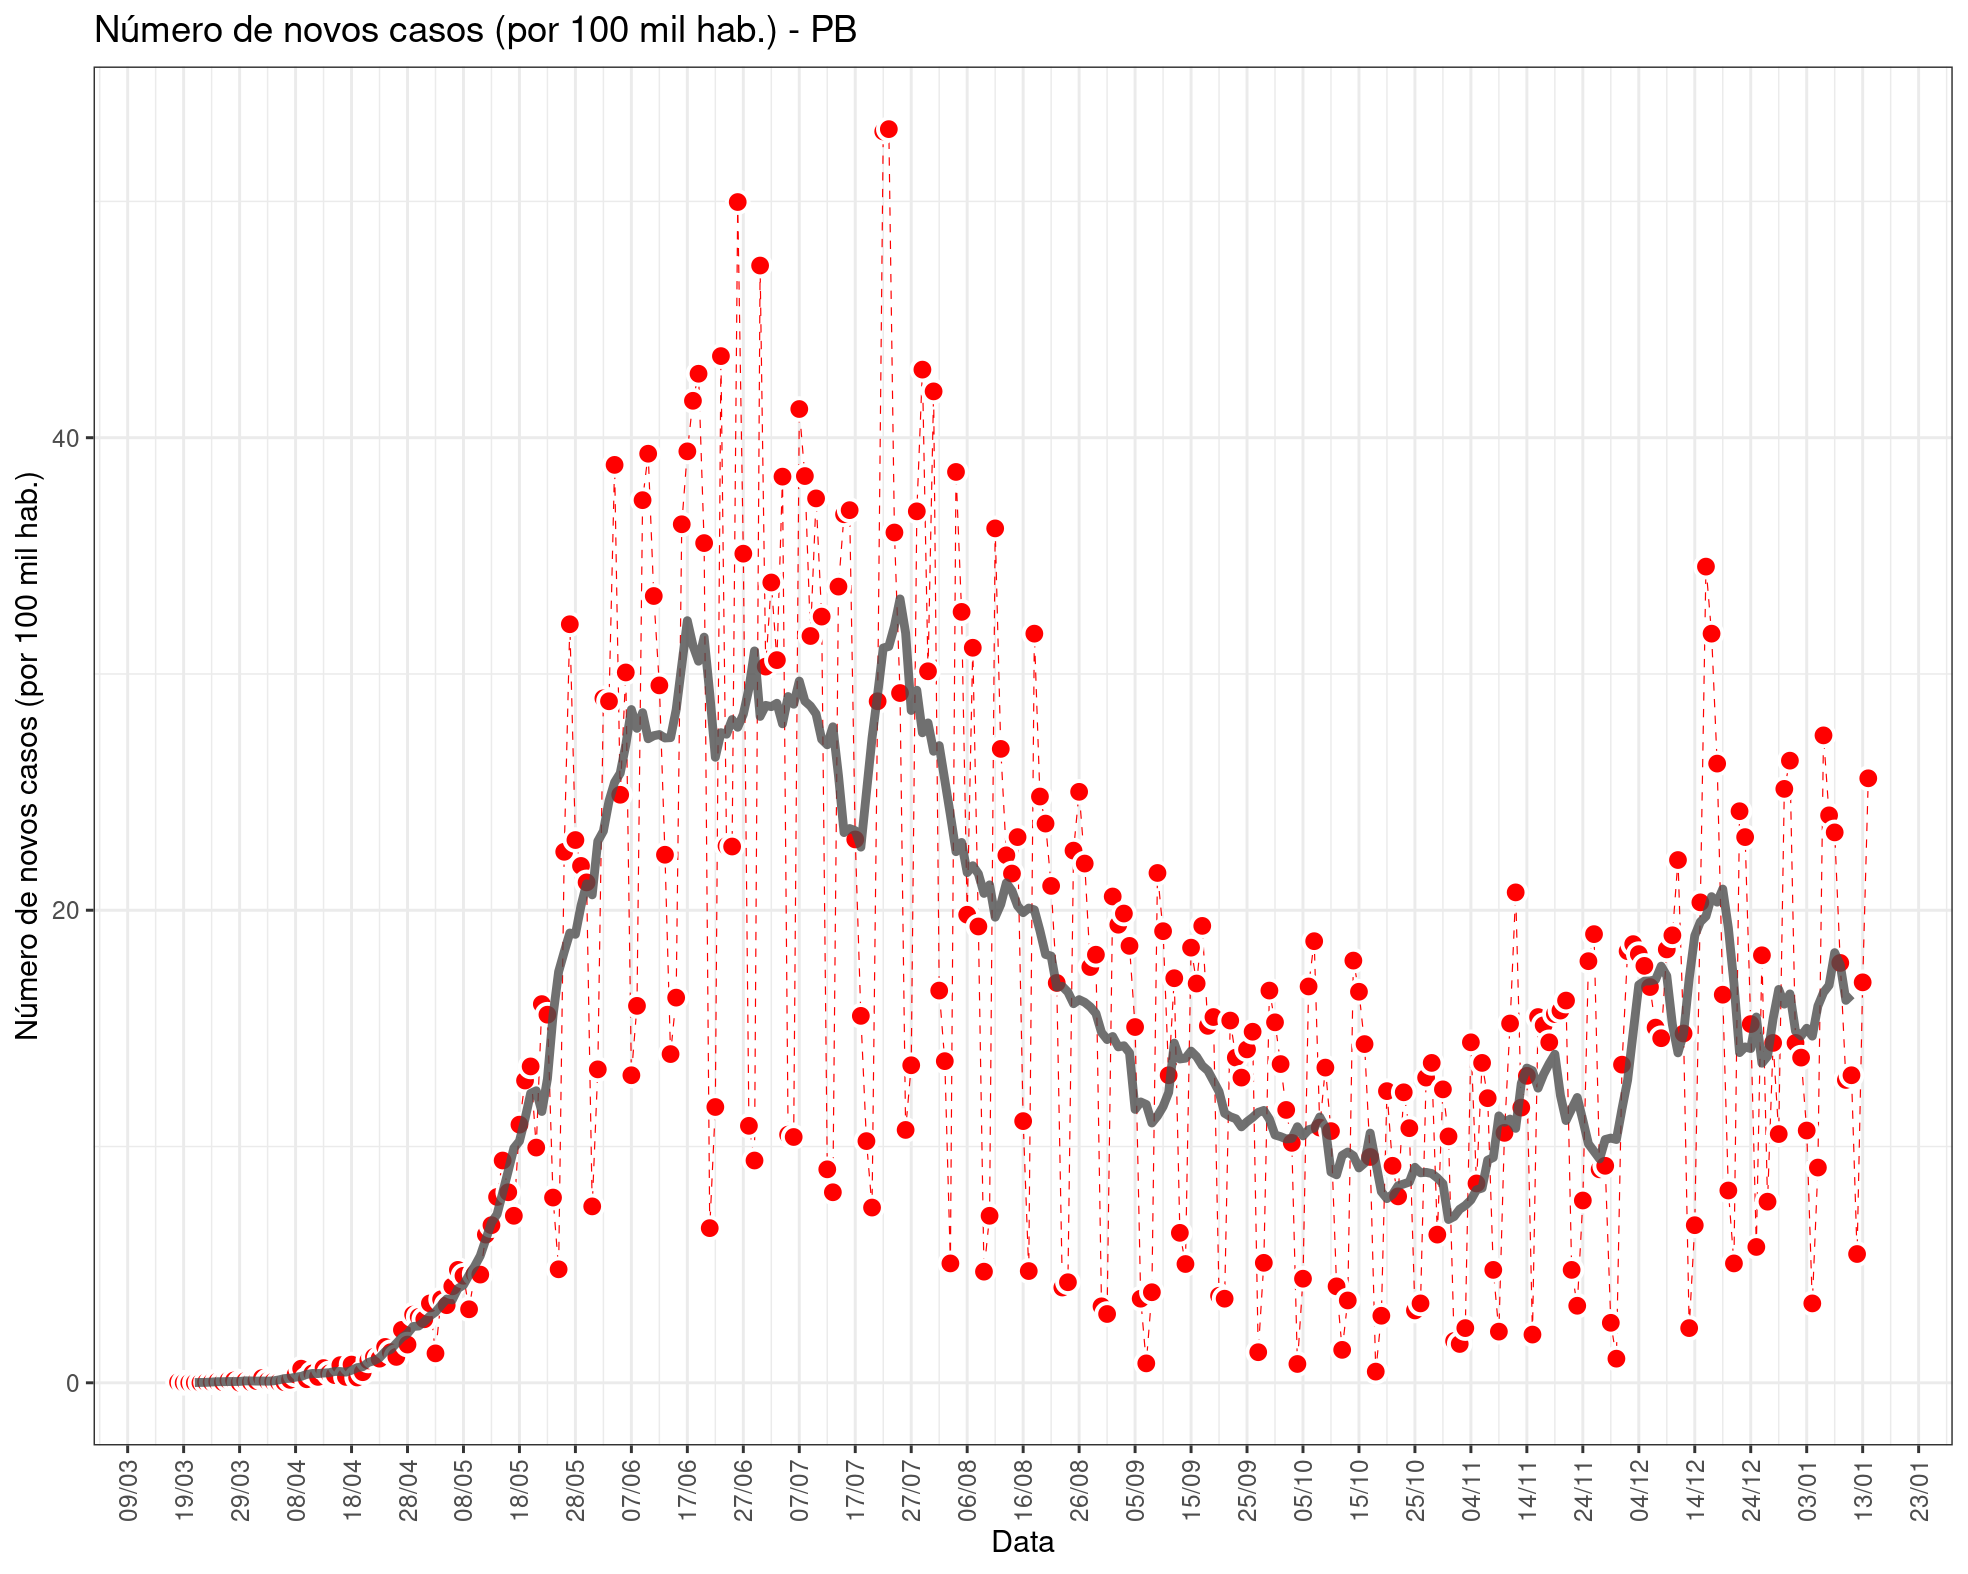 Número de novos casos (por 100 mil hab.) - PB
Número de novos casos (por 100 mil hab.)
40
20
0
09/03 19/03 29/03 08/04 18/04 28/04 08/05 18/05 28/05 07/06 17/06 27/06 07/07 17/07 27/07 06/08 16/08 26/08 05/09 15/09 25/09 05/10 15/10 25/10 04/11 14/11 24/11 04/12 14/12 24/12 03/01 13/01 23/01
Data